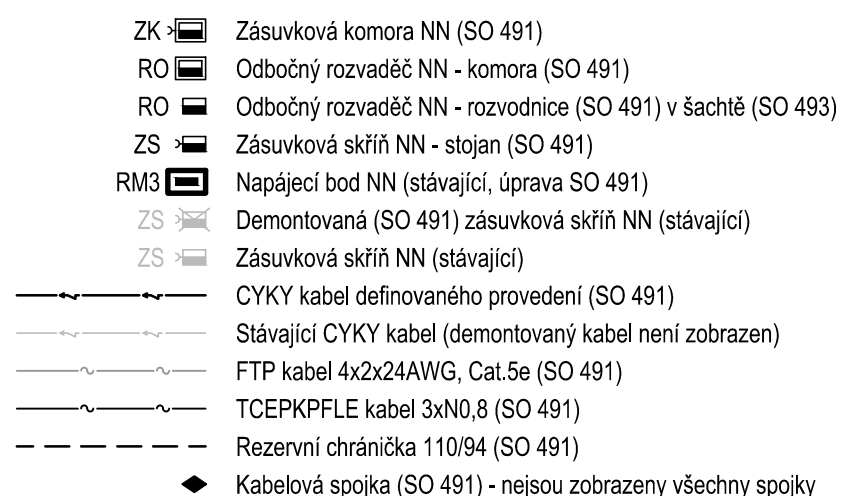 ZK Zásuvková komora NN (SO 491)
RO Odbočný rozvaděč NN - komora (SO 491)
RO Odbočný rozvaděč NN - rozvodnice (SO 491) v šachtě (SO 493)
ZS Zásuvková skříň NN - stojan (SO 491)
RM3 Napájecí bod NN (stávající, úprava SO 491)
ZS Demontovaná (SO 491) zásuvková skříň NN (stávající)
ZS Zásuvková skříň NN (stávající)
CYKY kabel definovaného provedení (SO 491)
Stávající CYKY kabel (demontovaný kabel není zobrazen)
FTP kabel 4x2x24AWG, Cat.5e (SO 491)
TCEPKPFLE kabel 3xN0,8 (SO 491)
Rezervní chránička 110/94 (SO 491)
Kabelová spojka (SO 491) - nejsou zobrazeny všechny spojky